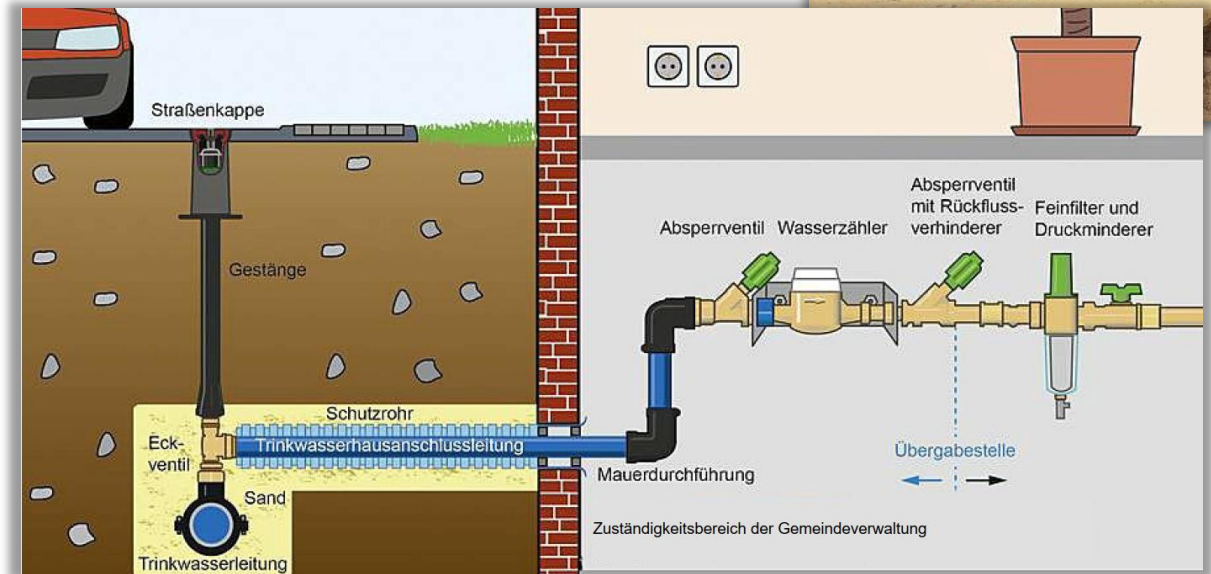 Straßenkappe
Gestänge
Schutzrohr
Trinkwasserhausanschlussleitung
Eck-
ventil
Sand
Trinkwasserleitung
Mauerdurchführung
Absperrventil
Wasserzähler
Absperrventil
mit Rückfluss-
verhinderer
Feinfilter und
Druckminderer
Übergabestelle
Zuständigkeitsbereich der Gemeindeverwaltung